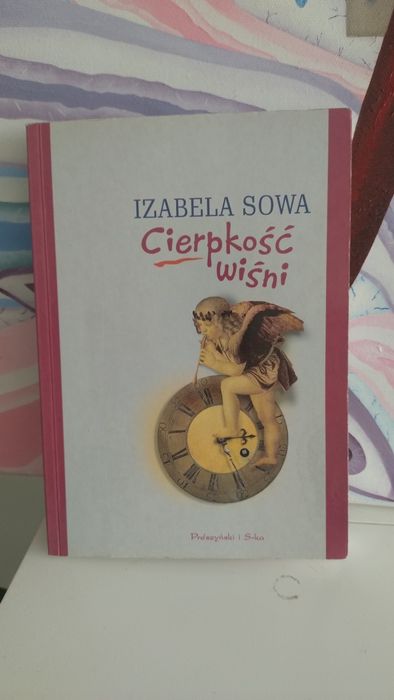 IZABELA SOWA
Cierpkość
wiśni
Prószyński i S-ka